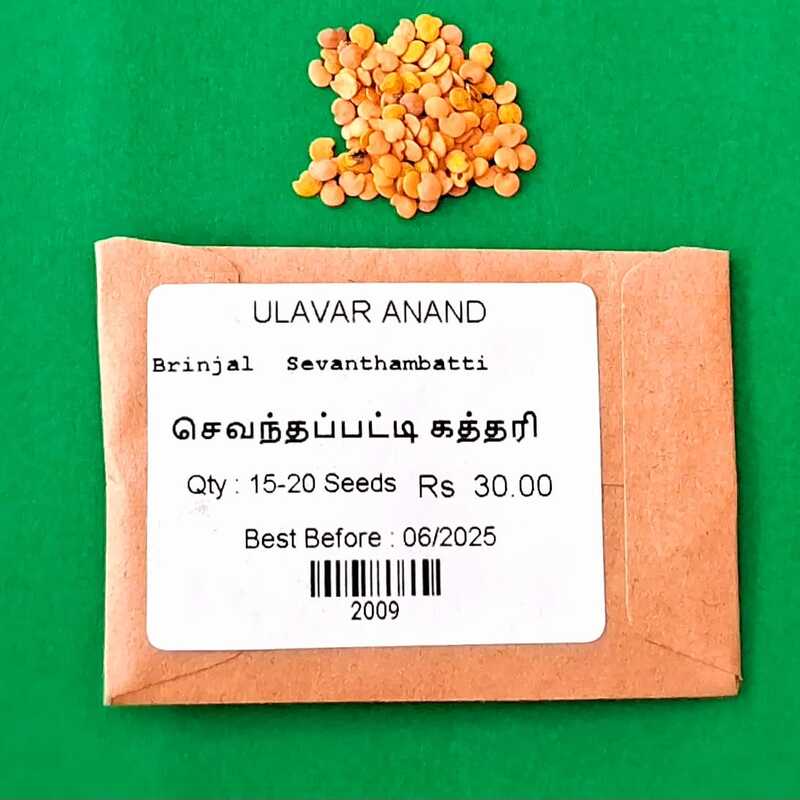 ULAVAR ANAND
Brinjal Sevanthambatti
செவந்தப்பட்டி கத்தரி
Qty : 15-20 Seeds Rs 30.00
Best Before : 06/2025
2009